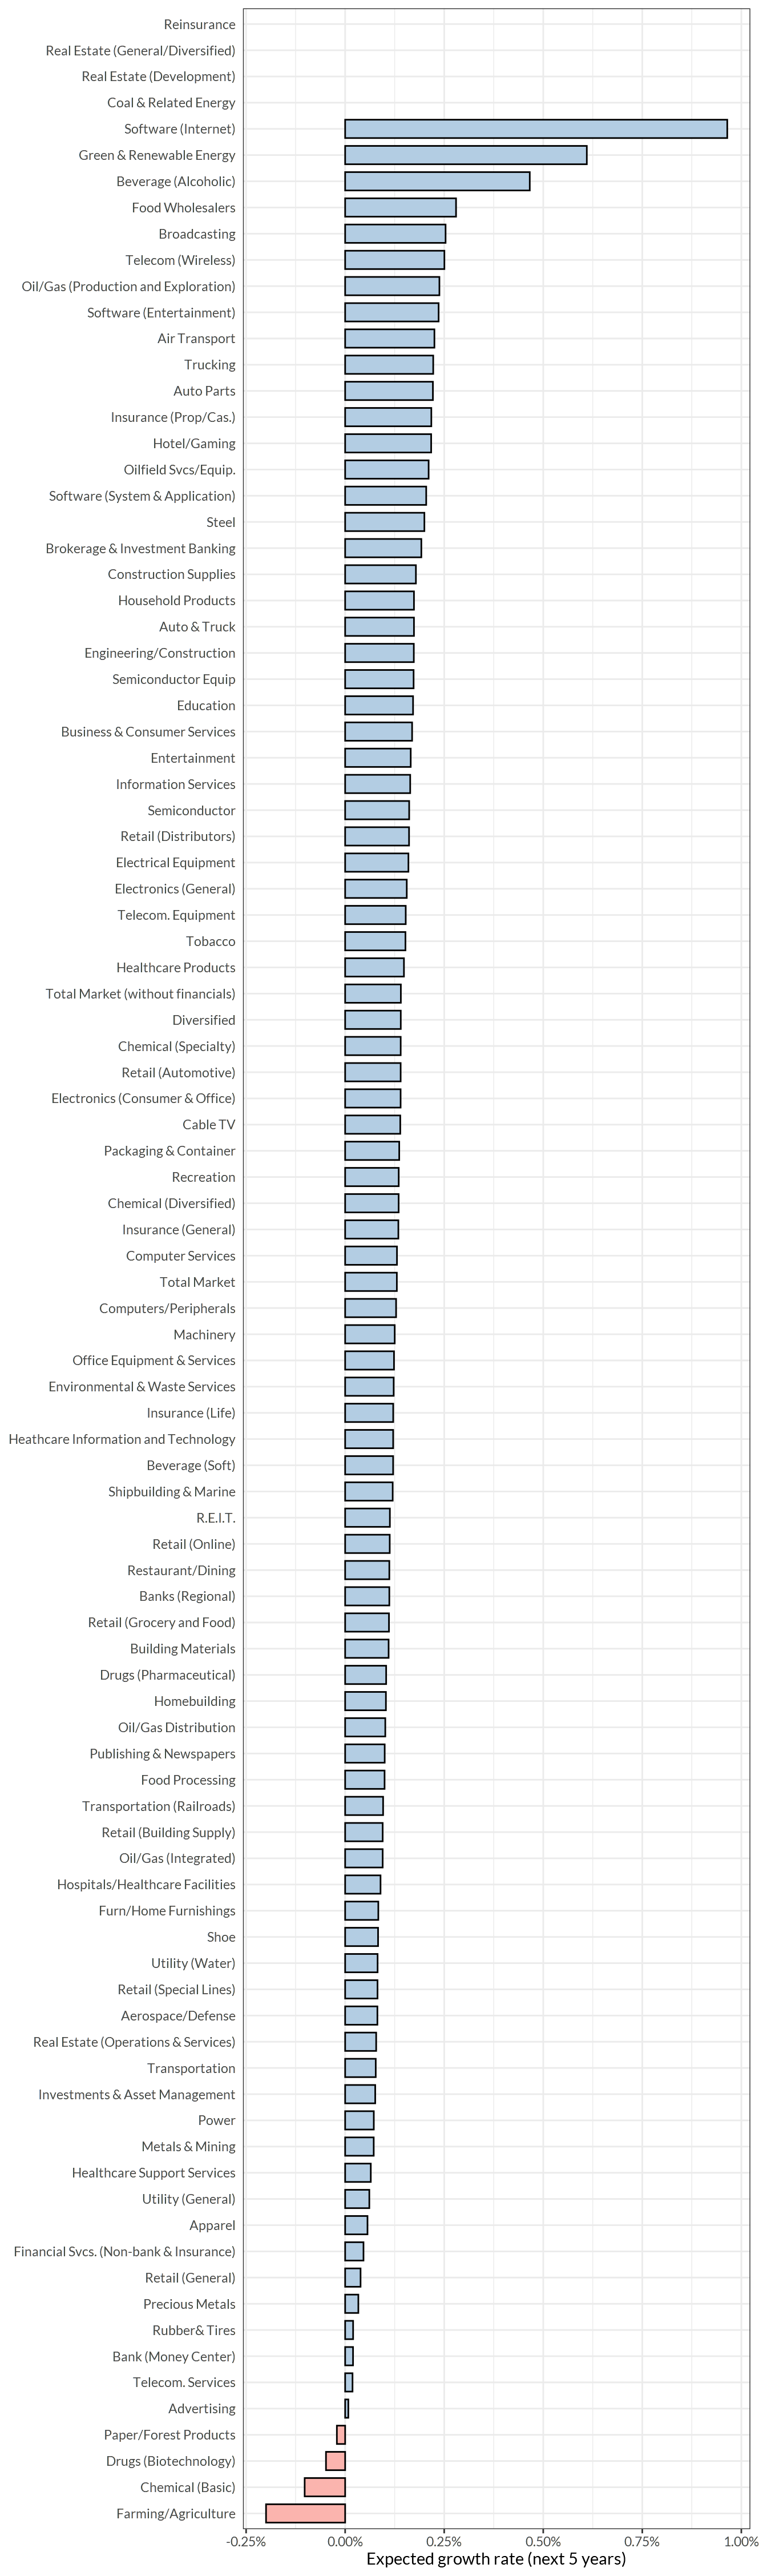 Reinsurance
Real Estate (General/Diversified)
Real Estate (Development)
Coal & Related Energy
Software (Internet)
Green & Renewable Energy
Beverage (Alcoholic)
Food Wholesalers
Broadcasting
Telecom (Wireless)
Oil/Gas (Production and Exploration)
Software (Entertainment)
Air Transport
Trucking
Auto Parts
Insurance (Prop/Cas.)
Hotel/Gaming
Oilfield Svcs/Equip.
Software (System & Application)
Steel
Brokerage & Investment Banking
Construction Supplies
Household Products
Auto & Truck
Engineering/Construction
Semiconductor Equip
Education
Business & Consumer Services
Entertainment
Information Services
Semiconductor
Retail (Distributors)
Electrical Equipment
Electronics (General)
Telecom. Equipment
Tobacco
Healthcare Products
Total Market (without financials)
Diversified
Chemical (Specialty)
Retail (Automotive)
Electronics (Consumer & Office)
Cable TV
Packaging & Container
Recreation
Chemical (Diversified)
Insurance (General)
Computer Services
Total Market
Computers/Peripherals
Machinery
Office Equipment & Services
Environmental & Waste Services
Insurance (Life)
Heathcare Information and Technology
Beverage (Soft)
Shipbuilding & Marine
R.E.I.T.
Retail (Online)
Restaurant/Dining
Banks (Regional)
Retail (Grocery and Food)
Building Materials
Drugs (Pharmaceutical)
Homebuilding
Oil/Gas Distribution
Publishing & Newspapers
Food Processing
Transportation (Railroads)
Retail (Building Supply)
Oil/Gas (Integrated)
Hospitals/Healthcare Facilities
Furn/Home Furnishings
Shoe
Utility (Water)
Retail (Special Lines)
Aerospace/Defense
Real Estate (Operations & Services)
Transportation
Investments & Asset Management
Power
Metals & Mining
Healthcare Support Services
Utility (General)
Apparel
Financial Svcs. (Non-bank & Insurance)
Retail (General)
Precious Metals
Rubber& Tires
Bank (Money Center)
Telecom. Services
Advertising
Paper/Forest Products
Drugs (Biotechnology)
Chemical (Basic)
Farming/Agriculture
-0.25% 0.00% 0.25% 0.50% 0.75% 1.00%
Expected growth rate (next 5 years)